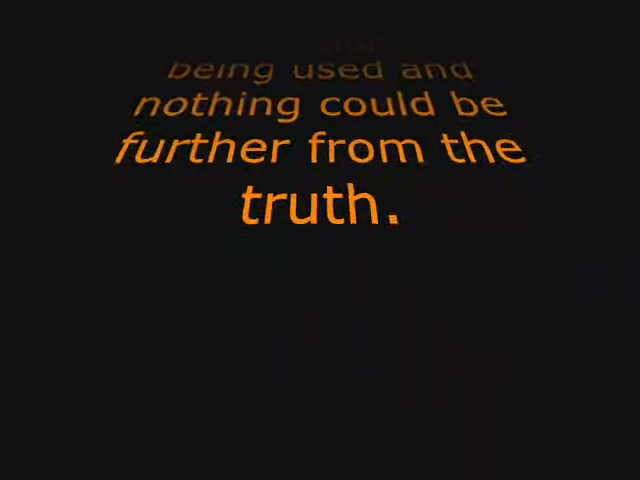 being used and
nothing could be
further from the
truth.